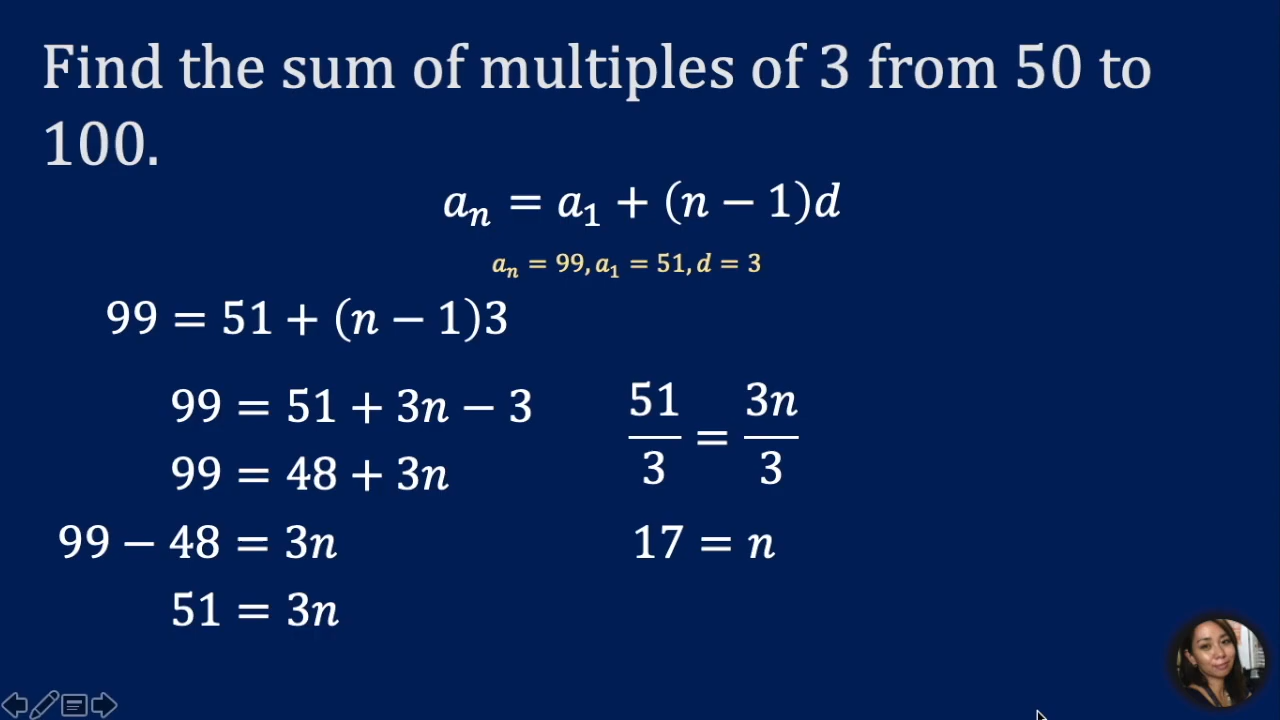 Find the sum of multiples of 3 from 50 to
100.
aₙ = a₁ + (n − 1)d
aₙ = 99, a₁ = 51, d = 3
99 = 51 + (n − 1)3
99 = 51 + 3n − 3
99 = 48 + 3n
99 − 48 = 3n
51 = 3n
51/3 = 3n/3
17 = n